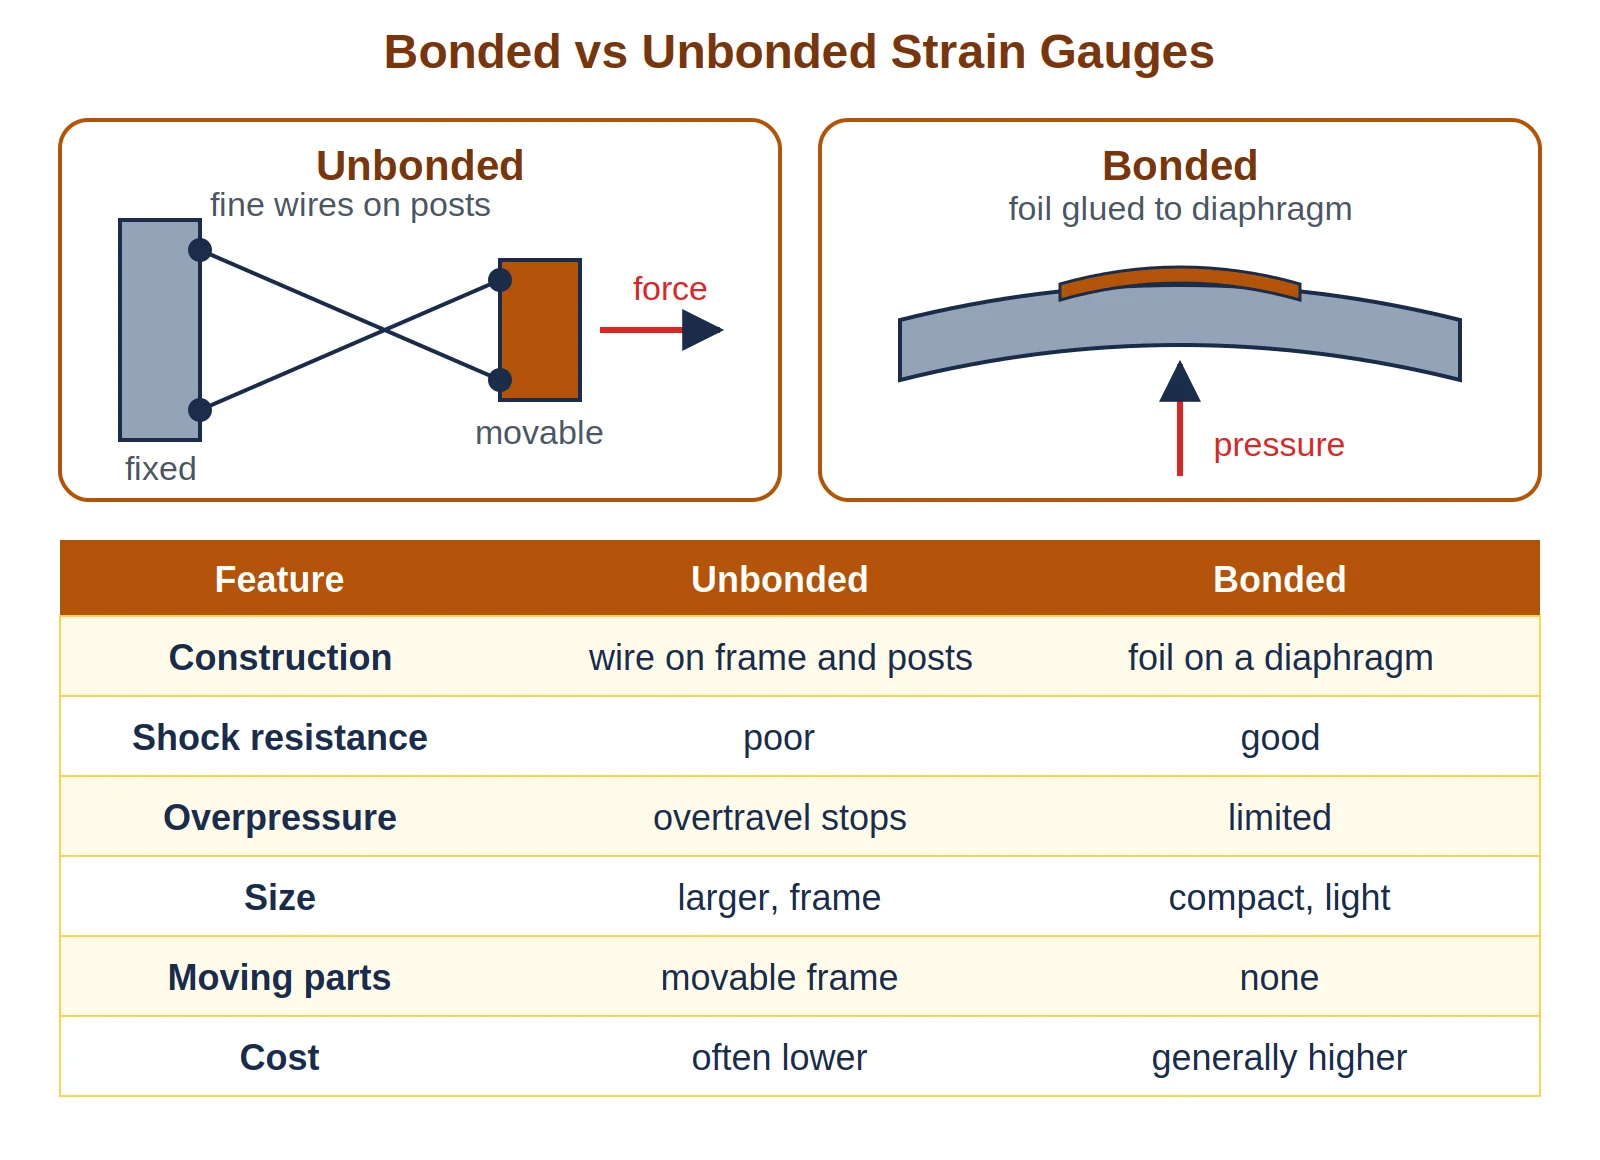 Bonded vs Unbonded Strain Gauges
Unbonded
fine wires on posts
force
movable
fixed
Bonded
foil glued to diaphragm
pressure
Feature Unbonded Bonded
Construction wire on frame and posts foil on a diaphragm
Shock resistance poor good
Overpressure overtravel stops limited
Size larger, frame compact, light
Moving parts movable frame none
Cost often lower generally higher